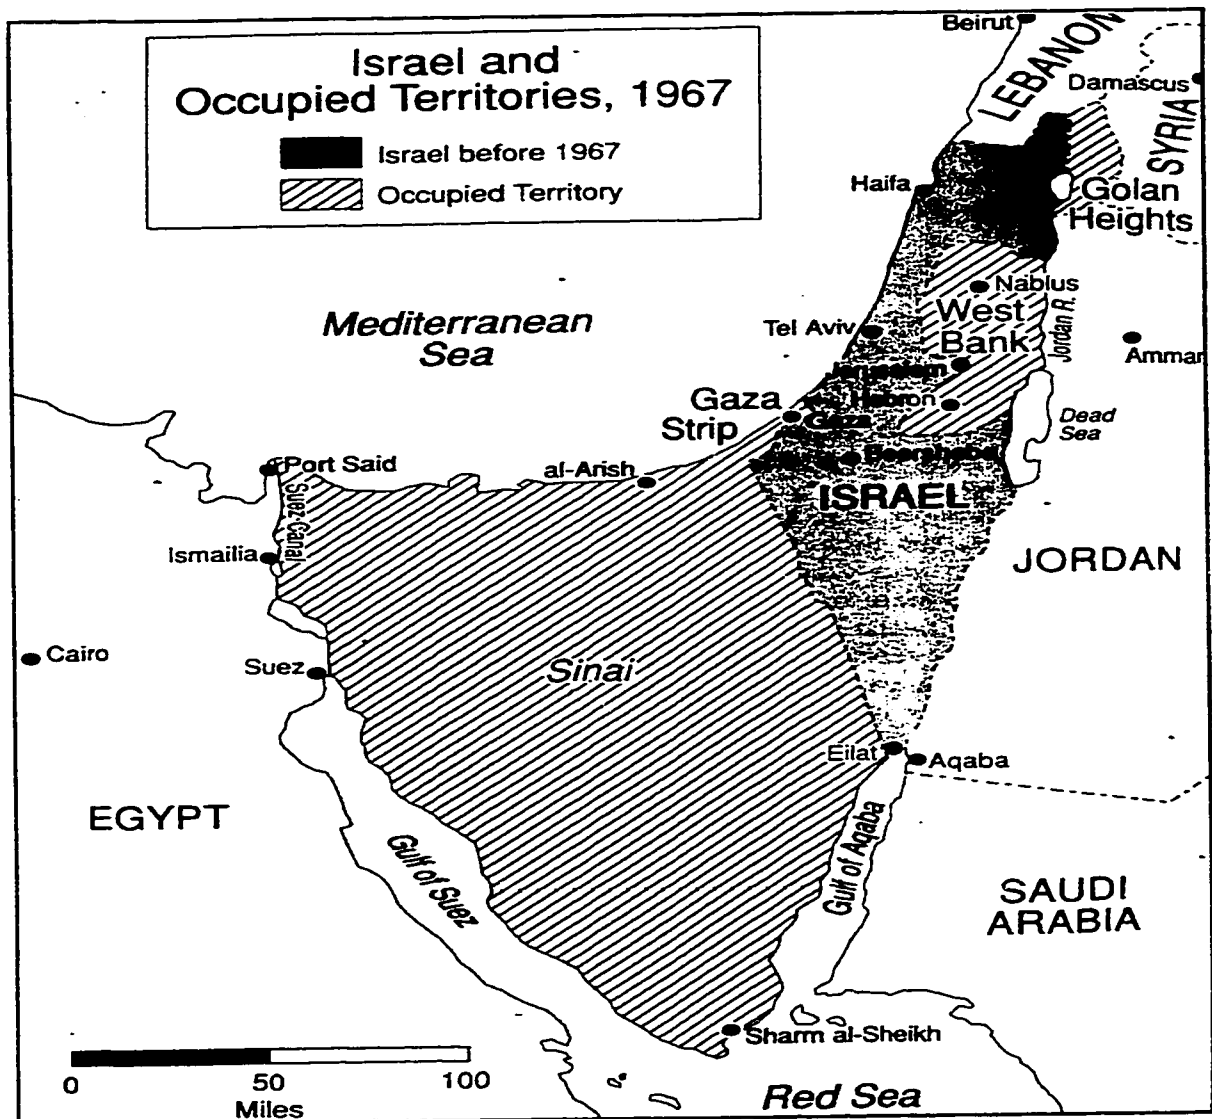 Israel and
Occupied Territories, 1967
Israel before 1967
Occupied Territory
Beirut
LEBANON
Damascus
SYRIA
Haifa
Golan
Heights
Nablus
West
Bank
Jordan R.
Mediterranean
Sea
Tel Aviv
Amman
Jerusalem
Gaza
Strip
Hebron
Gaza
Dead
Sea
Port Said
al-Arish
Beersheba
Suez Canal
ISRAEL
Ismailia
JORDAN
Cairo
Suez
Sinai
Eilat
Aqaba
EGYPT
Gulf of Suez
Gulf of Aqaba
SAUDI
ARABIA
Sharm al-Sheikh
0
50
100
Miles
Red Sea